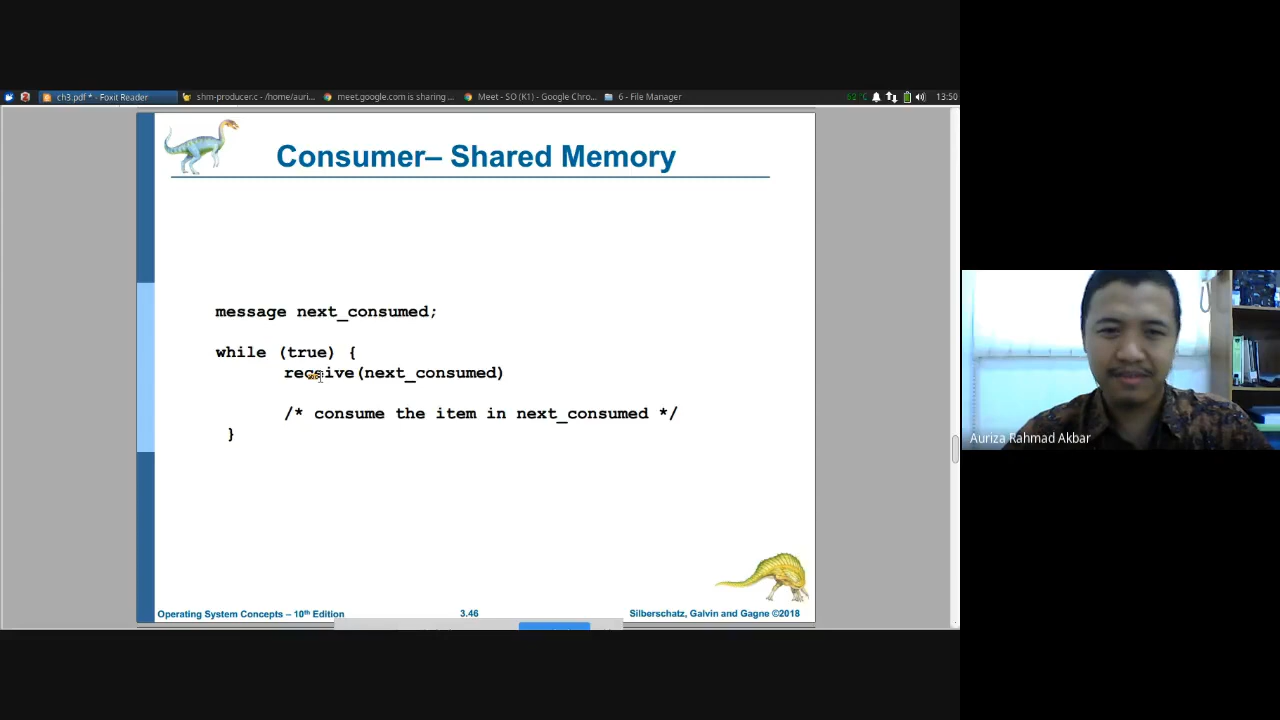 ch3.pdf * - Foxit Reader
shm-producer.c - /home/auri...
meet.google.com is sharing ...
Meet - SO (K1) - Google Chro...
6 - File Manager
62°C
13:50
Consumer– Shared Memory
message next_consumed;
while (true) {
receive(next_consumed)
/* consume the item in next_consumed */
}
Operating System Concepts – 10th Edition
3.46
Silberschatz, Galvin and Gagne ©2018
Auriza Rahmad Akbar